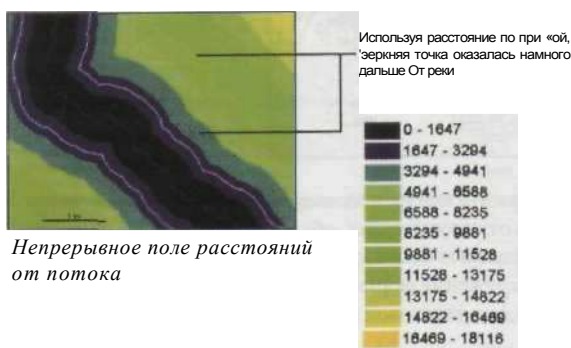 Используя расстояние по при «ой,
'эеркняя точка оказалась намного
дальше От реки
0 - 1647
1647 - 3294
3294 - 4941
4941 - 6588
6588 - 8235
8235 - 9881
9881 - 11528
11528 - 13175
13175 - 14822
14822 - 16469
16469 - 18116
Непрерывное поле расстояний
от потока